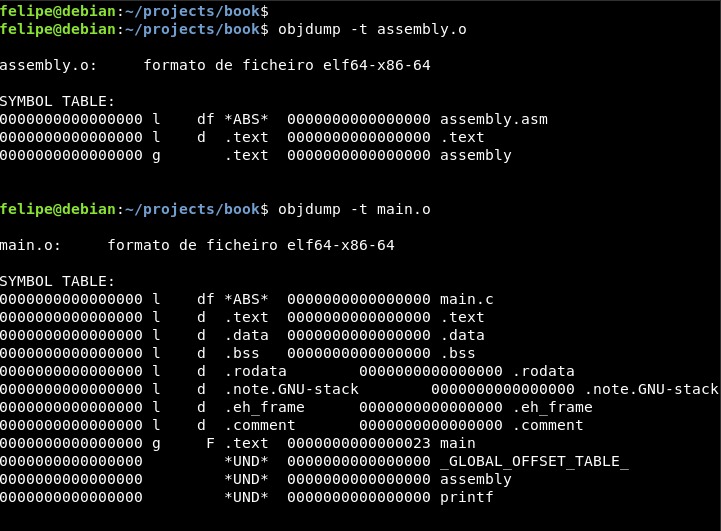 felipe@debian:~/projects/book$
felipe@debian:~/projects/book$ objdump -t assembly.o
assembly.o:     formato de ficheiro elf64-x86-64
SYMBOL TABLE:
0000000000000000 l    df *ABS*  0000000000000000 assembly.asm
0000000000000000 l    d  .text  0000000000000000 .text
0000000000000000 g       .text  0000000000000000 assembly
felipe@debian:~/projects/book$ objdump -t main.o
main.o:     formato de ficheiro elf64-x86-64
SYMBOL TABLE:
0000000000000000 l    df *ABS*  0000000000000000 main.c
0000000000000000 l    d  .text  0000000000000000 .text
0000000000000000 l    d  .data  0000000000000000 .data
0000000000000000 l    d  .bss   0000000000000000 .bss
0000000000000000 l    d  .rodata        0000000000000000 .rodata
0000000000000000 l    d  .note.GNU-stack        0000000000000000 .note.GNU-stack
0000000000000000 l    d  .eh_frame      0000000000000000 .eh_frame
0000000000000000 l    d  .comment       0000000000000000 .comment
0000000000000000 g     F .text  0000000000000023 main
0000000000000000         *UND*  0000000000000000 _GLOBAL_OFFSET_TABLE_
0000000000000000         *UND*  0000000000000000 assembly
0000000000000000         *UND*  0000000000000000 printf